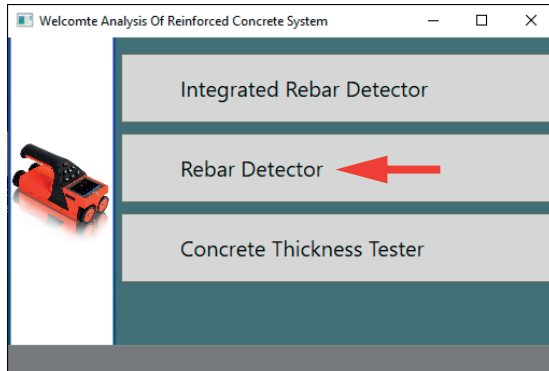 Welcomte Analysis Of Reinforced Concrete System
Integrated Rebar Detector
Rebar Detector
Concrete Thickness Tester